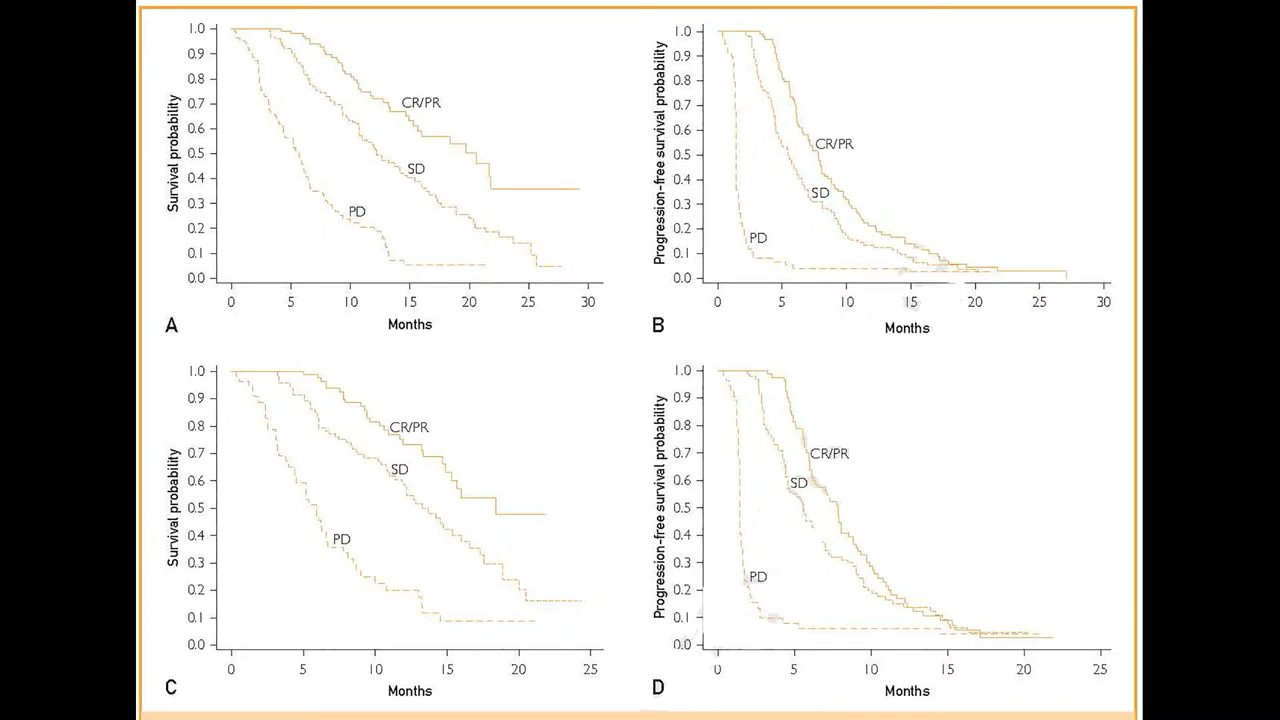 1.0
0.9
0.8
0.7
0.6
0.5
0.4
0.3
0.2
0.1
0.0
Survival probability
CR/PR
SD
PD
0 5 10 15 20 25 30
Months
A
1.0
0.9
0.8
0.7
0.6
0.5
0.4
0.3
0.2
0.1
0.0
Progression-free survival probability
CR/PR
SD
PD
0 5 10 15 20 25 30
Months
B
1.0
0.9
0.8
0.7
0.6
0.5
0.4
0.3
0.2
0.1
0.0
Survival probability
CR/PR
SD
PD
0 5 10 15 20 25
Months
C
1.0
0.9
0.8
0.7
0.6
0.5
0.4
0.3
0.2
0.1
0.0
Progression-free survival probability
CR/PR
SD
PD
0 5 10 15 20 25
Months
D